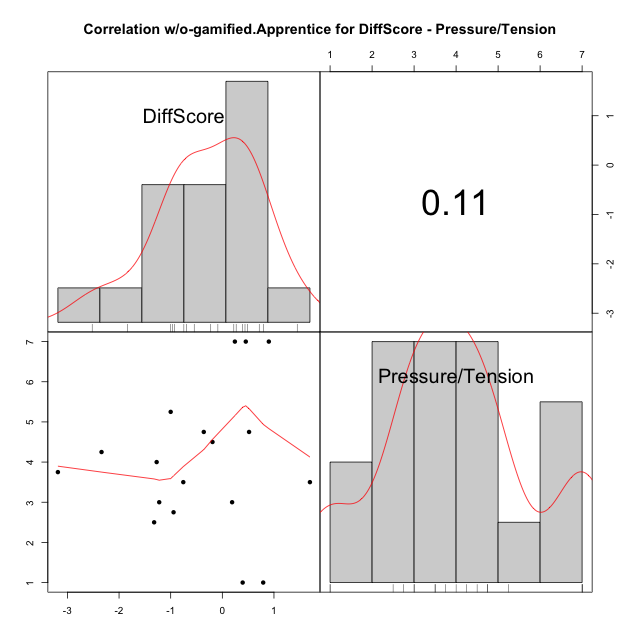 Correlation w/o-gamified.Apprentice for DiffScore - Pressure/Tension
1 2 3 4 5 6 7
DiffScore
0.11
1
0
-1
-2
-3
Pressure/Tension
7
6
5
4
3
2
1
-3 -2 -1 0 1